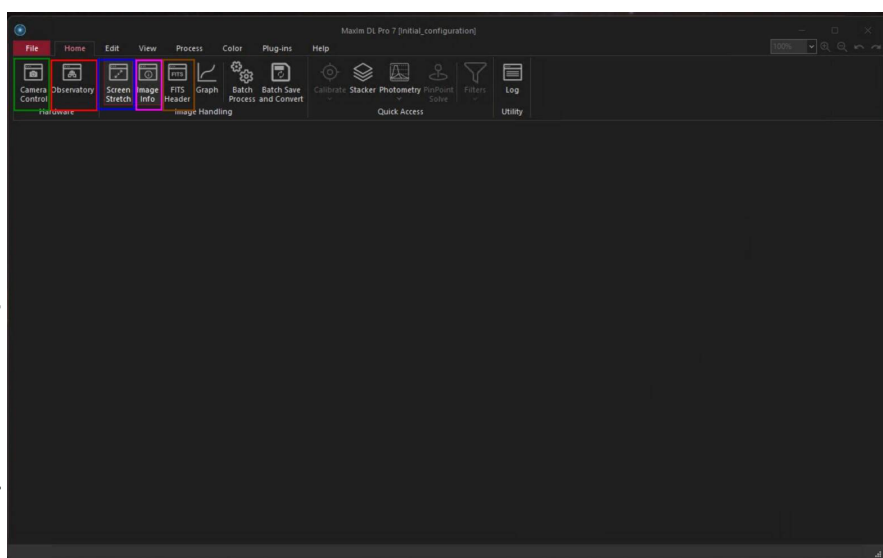 Maxim DL Pro 7 [Initial_configuration]
File Home Edit View Process Color Plug-ins Help
100%
FITS
Camera Control Observatory Screen Stretch Image Info FITS Header Graph Batch Process Batch Save and Convert Calibrate Stacker Photometry PinPoint Solve Filters Log
Hardware Image Handling Quick Access Utility